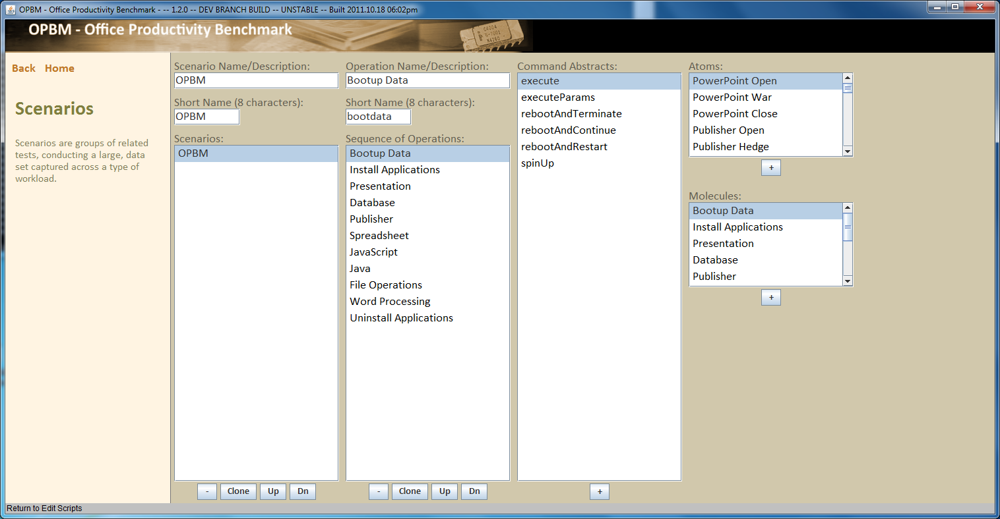 OPBM - Office Productivity Benchmark - -- 1.2.0 -- DEV BRANCH BUILD -- UNSTABLE -- Built 2011.10.18 06:02pm
OPBM - Office Productivity Benchmark
C4004
Back Home
Scenarios
Scenarios are groups of related
tests, conducting a large, data
set captured across a type of
workload.
Scenario Name/Description:
OPBM
Short Name (8 characters):
OPBM
Scenarios:
OPBM
- Clone Up Dn
Operation Name/Description:
Bootup Data
Short Name (8 characters):
bootdata
Sequence of Operations:
Bootup Data
Install Applications
Presentation
Database
Publisher
Spreadsheet
JavaScript
Java
File Operations
Word Processing
Uninstall Applications
- Clone Up Dn
Command Abstracts:
execute
executeParams
rebootAndTerminate
rebootAndContinue
rebootAndRestart
spinUp
+
Atoms:
PowerPoint Open
PowerPoint War
PowerPoint Close
Publisher Open
Publisher Hedge
+
Molecules:
Bootup Data
Install Applications
Presentation
Database
Publisher
+
Return to Edit Scripts